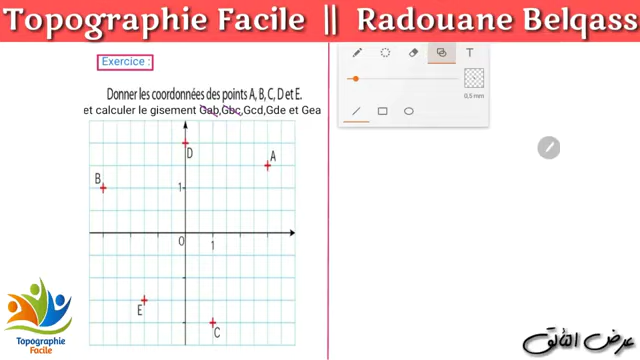 Topographie Facile || Radouane Belqass
Exercice :
Donner les coordonnées des points A, B, C, D et E.
et calculer le gisement Gab,Gbc,Gcd,Gde et Gea
D
A
B
1
0
1
E
C
T
0,5 mm
Topographie
Facile
عرض التألق